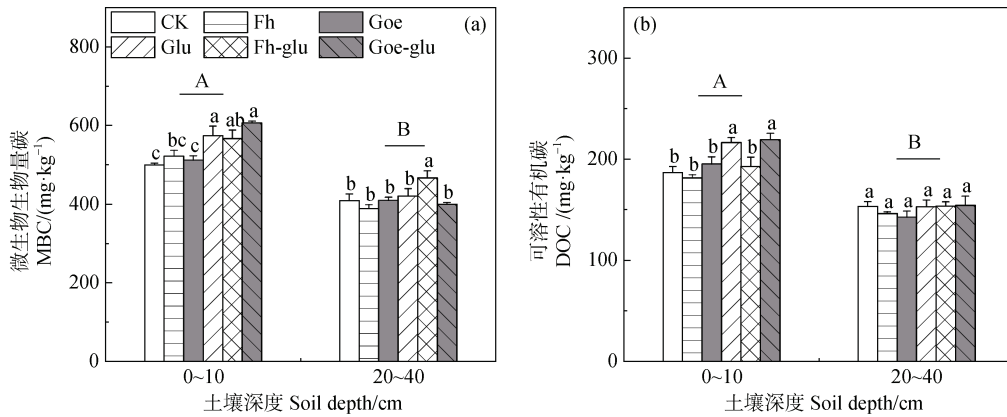 (a)
CK Fh Goe
Glu Fh-glu Goe-glu
800
600
400
200
0
微生物生物量碳
MBC/(mg·kg⁻¹)
A
c bc c a ab a
B
b b b b a b
0~10 20~40
土壤深度 Soil depth/cm
(b)
300
200
100
0
可溶性有机碳
DOC /(mg·kg⁻¹)
A
b b b a b a
B
a a a a a a
0~10 20~40
土壤深度 Soil depth/cm